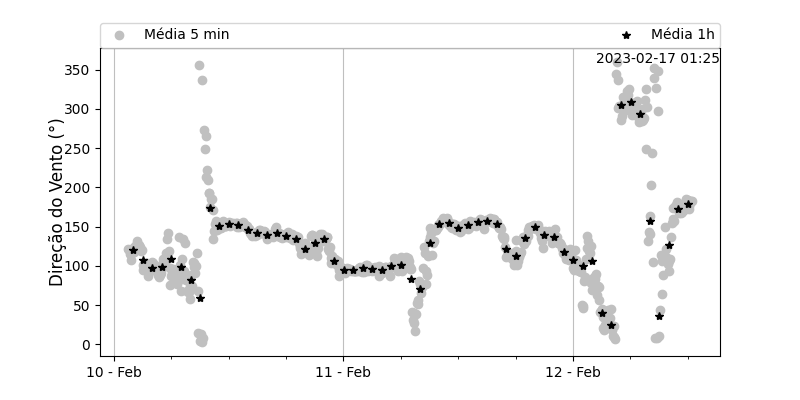 Média 5 min
Média 1h
2023-02-17 01:25
Direção do Vento (°)
350
300
250
200
150
100
50
0
10 - Feb
11 - Feb
12 - Feb